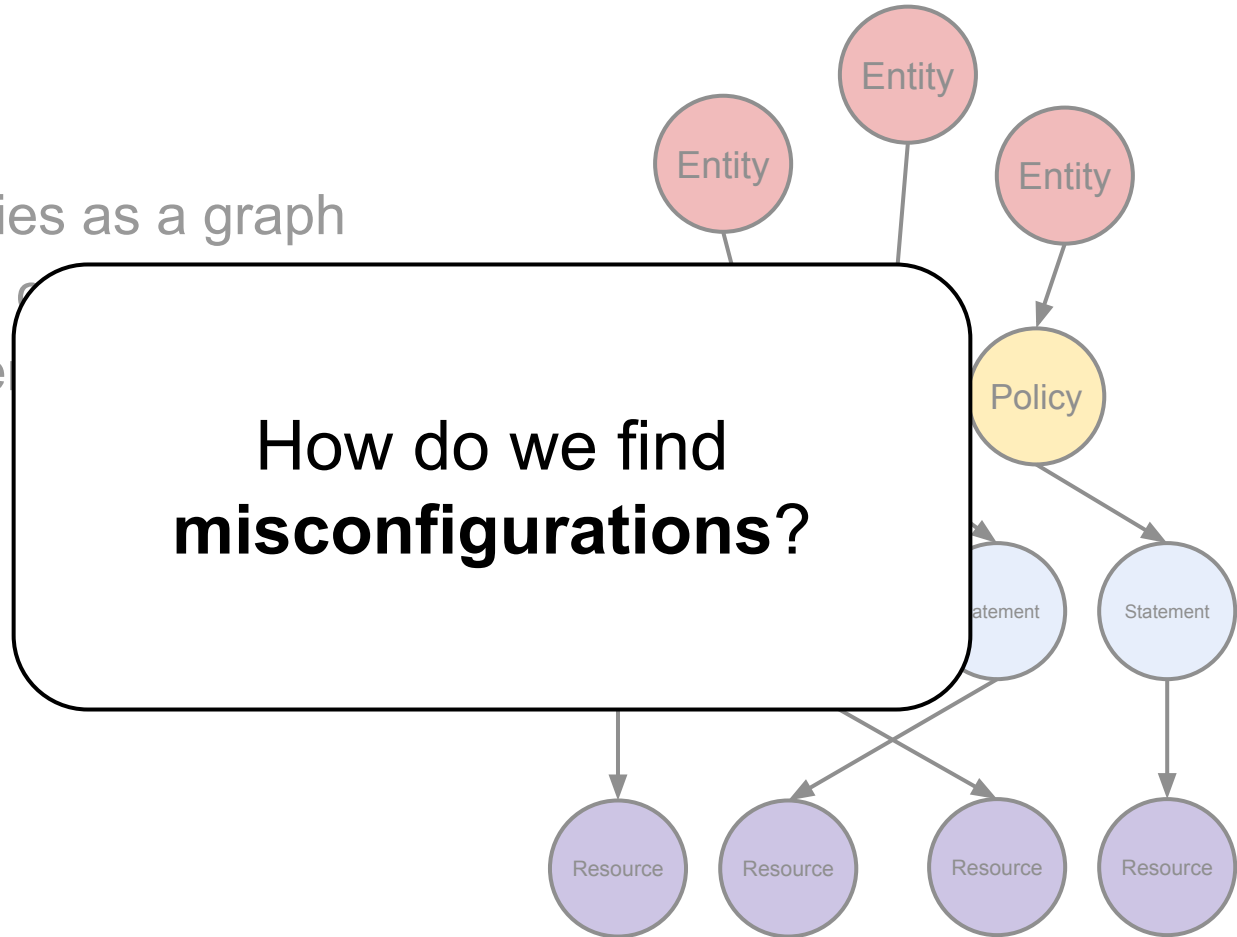 Entity
Entity
Entity
ies as a graph
How do we find
misconfigurations?
Policy
atement
Statement
Resource
Resource
Resource
Resource